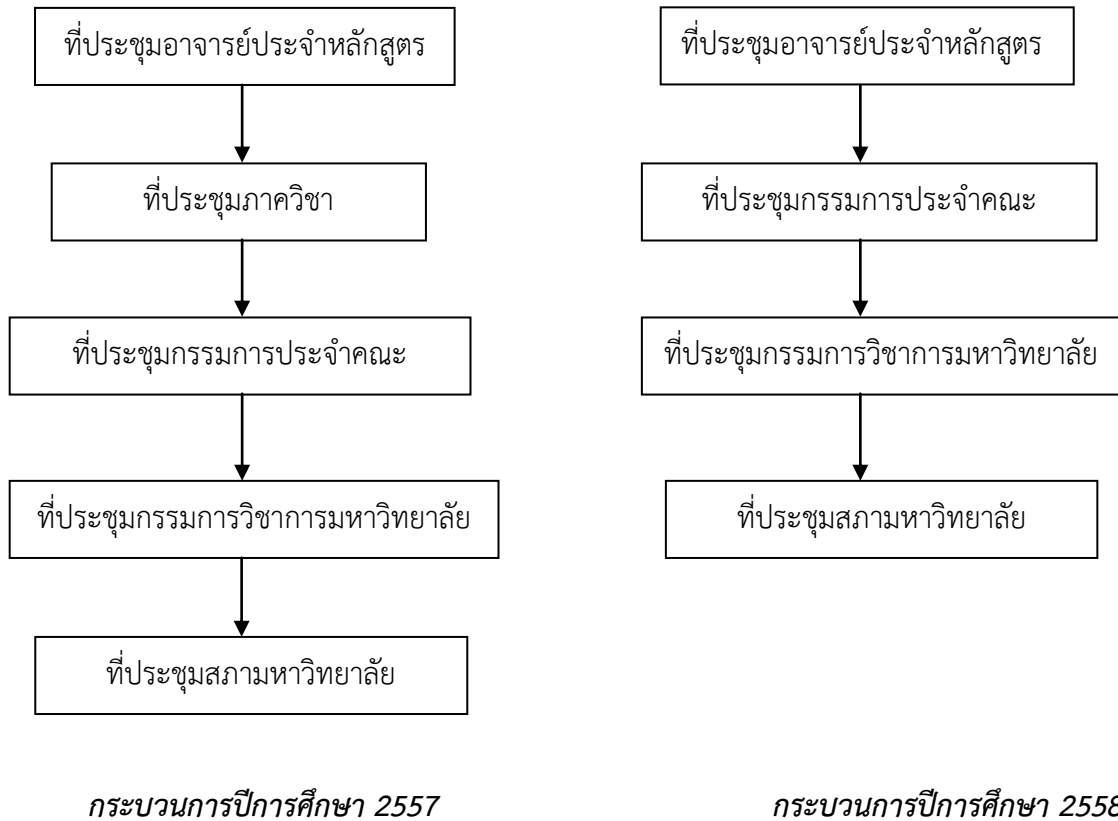 ที่ประชุมอาจารย์ประจำหลักสูตร
ที่ประชุมภาควิชา
ที่ประชุมกรรมการประจำคณะ
ที่ประชุมกรรมการวิชาการมหาวิทยาลัย
ที่ประชุมสภามหาวิทยาลัย
กระบวนการปีการศึกษา 2557
ที่ประชุมอาจารย์ประจำหลักสูตร
ที่ประชุมกรรมการประจำคณะ
ที่ประชุมกรรมการวิชาการมหาวิทยาลัย
ที่ประชุมสภามหาวิทยาลัย
กระบวนการปีการศึกษา 2558